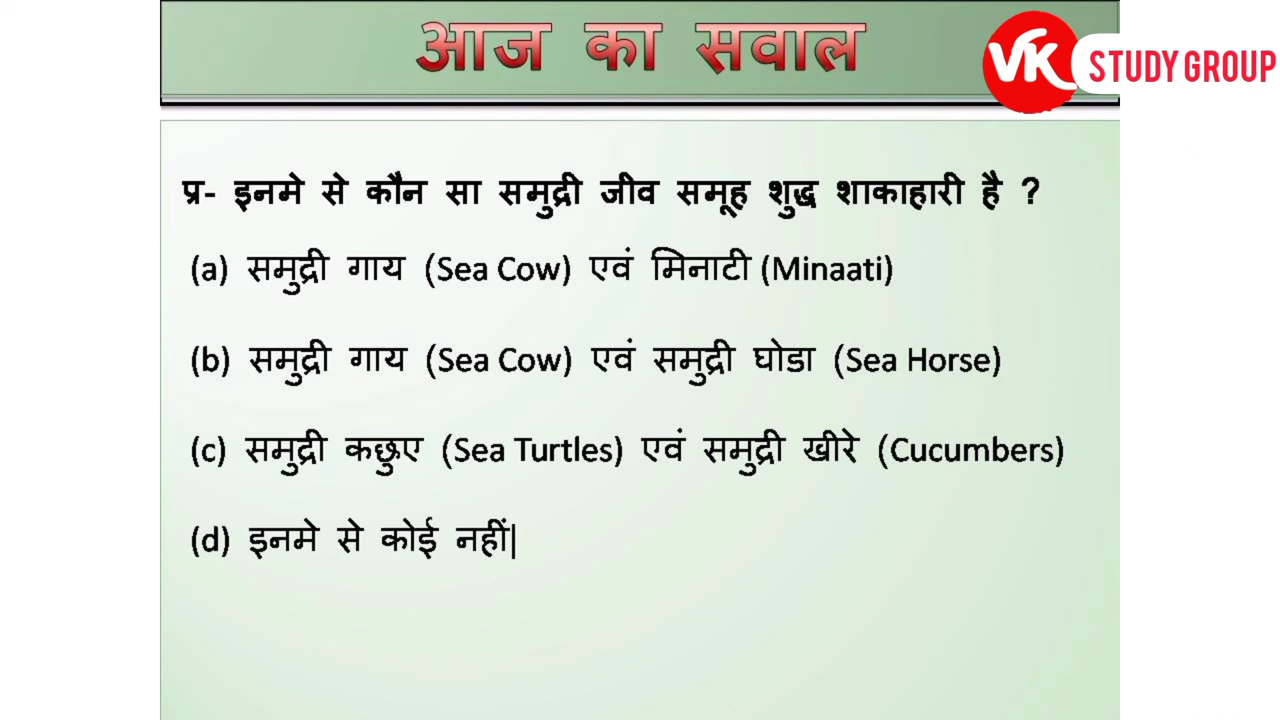 आज का सवाल
VK STUDY GROUP
प्र- इनमे से कौन सा समुद्री जीव समूह शुद्ध शाकाहारी है ?
(a) समुद्री गाय (Sea Cow) एवं मिनाटी (Minaati)
(b) समुद्री गाय (Sea Cow) एवं समुद्री घोडा (Sea Horse)
(c) समुद्री कछुए (Sea Turtles) एवं समुद्री खीरे (Cucumbers)
(d) इनमे से कोई नहीं|